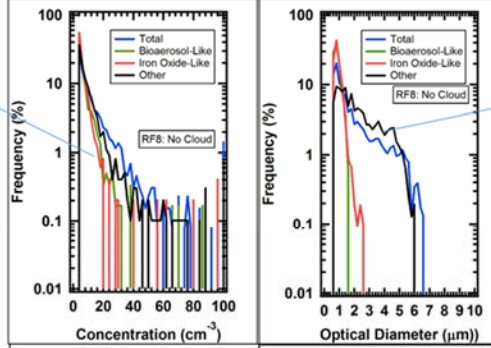 100
10
1
0.1
0.01
Frequency (%)
Total
Bioaerosol-Like
Iron Oxide-Like
Other
RF8: No Cloud
0 20 40 60 80 100
Concentration (cm⁻³)
100
10
1
0.1
0.01
Frequency (%)
Total
Bioaerosol-Like
Iron Oxide-Like
Other
RF8: No Cloud
0 1 2 3 4 5 6 7 8 9 10
Optical Diameter (μm)